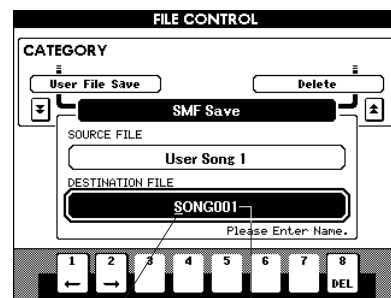 FILE CONTROL
CATEGORY
User File Save
Delete
SMF Save
SOURCE FILE
User Song 1
DESTINATION FILE
SONG001
Please Enter Name.
1 2 3 4 5 6 7 8
← → DEL